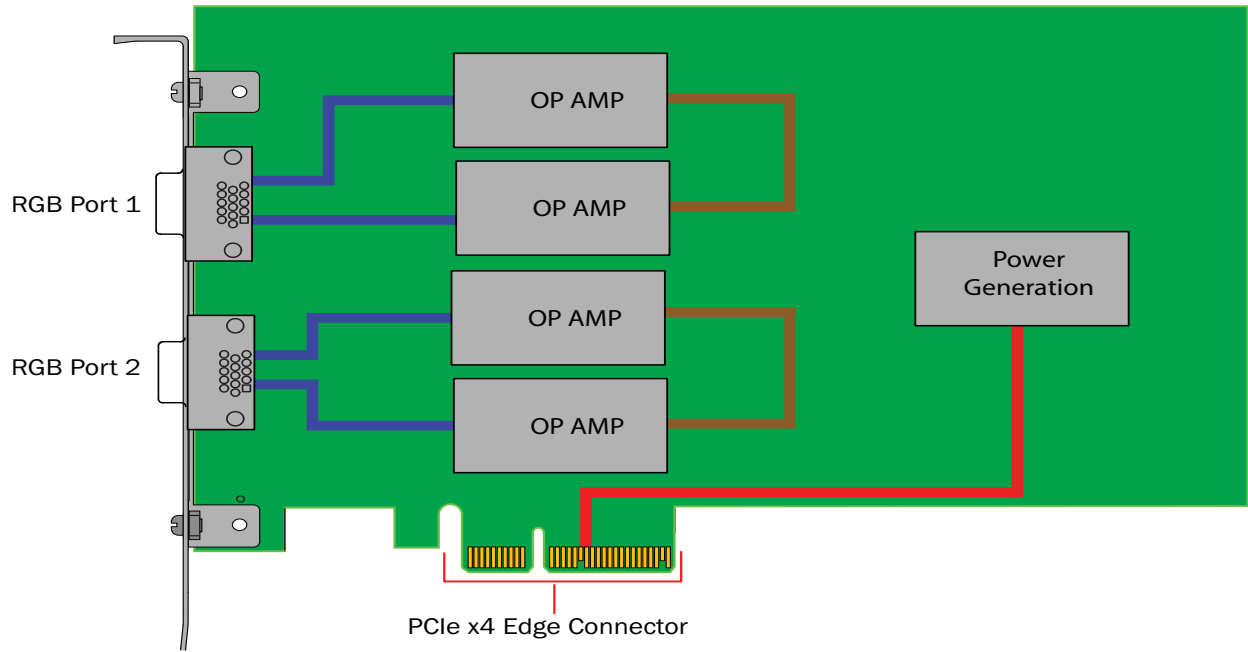 OP AMP
RGB Port 1
OP AMP
Power
Generation
OP AMP
RGB Port 2
OP AMP
PCIe x4 Edge Connector